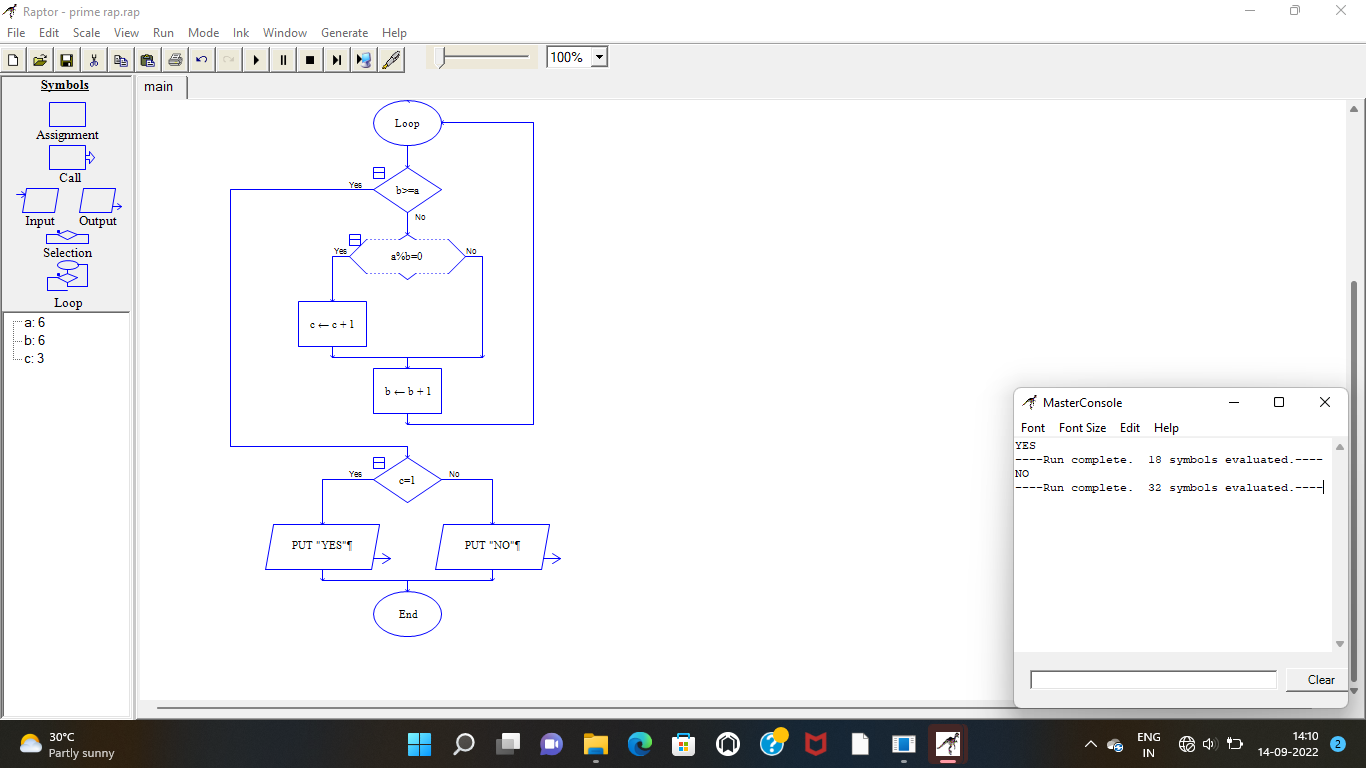 Raptor - prime rap.rap
File Edit Scale View Run Mode Ink Window Generate Help
100%
Symbols
Assignment
Call
Input Output
Selection
Loop
a: 6
b: 6
c: 3
main
Loop
Yes
b>=a
No
Yes
a%b=0
No
c ← c + 1
b ← b + 1
Yes
c=1
No
PUT "YES"¶
PUT "NO"¶
End
MasterConsole
Font Font Size Edit Help
YES
----Run complete. 18 symbols evaluated.----
NO
----Run complete. 32 symbols evaluated.----
Clear
30°C
Partly sunny
ENG
IN
14:10
14-09-2022
2